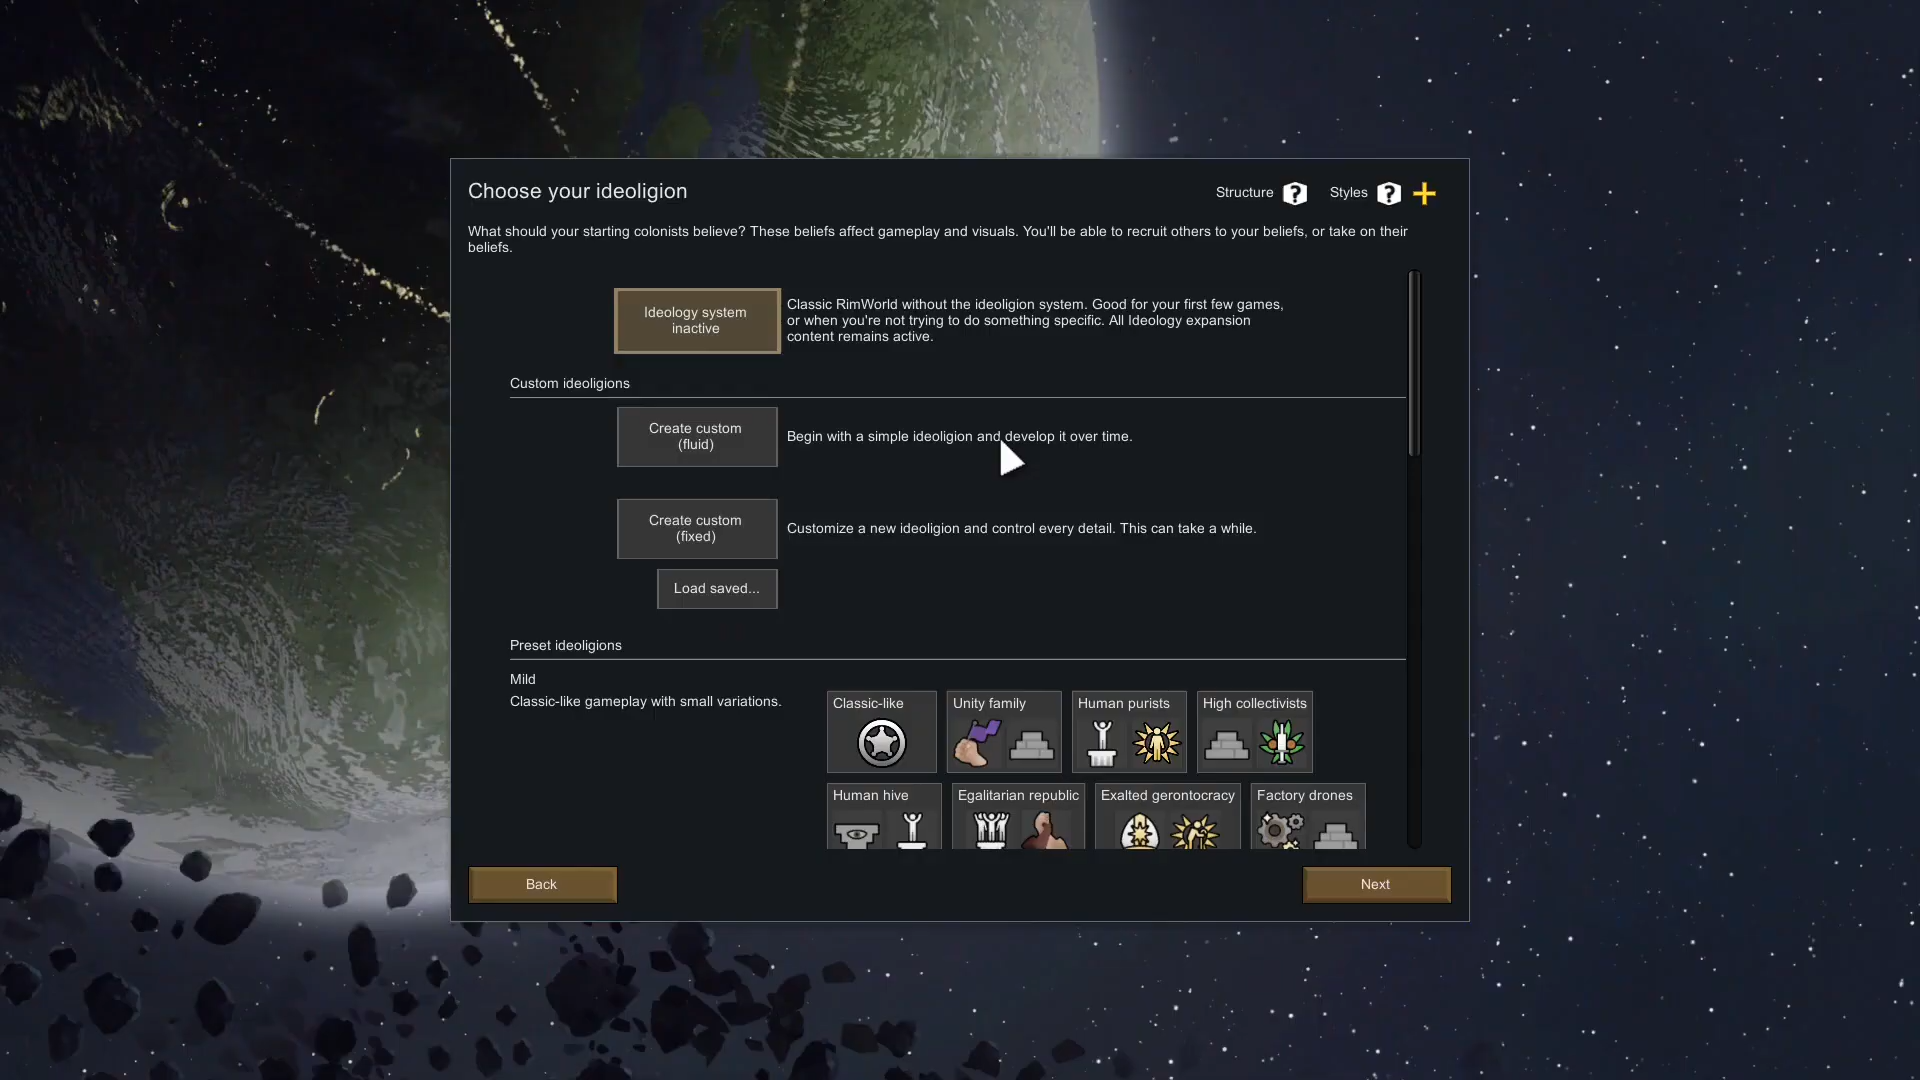 Choose your ideoligion
Structure ? Styles ?
What should your starting colonists believe? These beliefs affect gameplay and visuals. You'll be able to recruit others to your beliefs, or take on their
beliefs.
Ideology system
inactive
Classic RimWorld without the ideoligion system. Good for your first few games,
or when you're not trying to do something specific. All Ideology expansion
content remains active.
Custom ideoligions
Create custom
(fluid)
Begin with a simple ideoligion and develop it over time.
Create custom
(fixed)
Customize a new ideoligion and control every detail. This can take a while.
Load saved...
Preset ideoligions
Mild
Classic-like gameplay with small variations.
Classic-like
Unity family
Human purists
High collectivists
Human hive
Egalitarian republic
Exalted gerontocracy
Factory drones
Back
Next